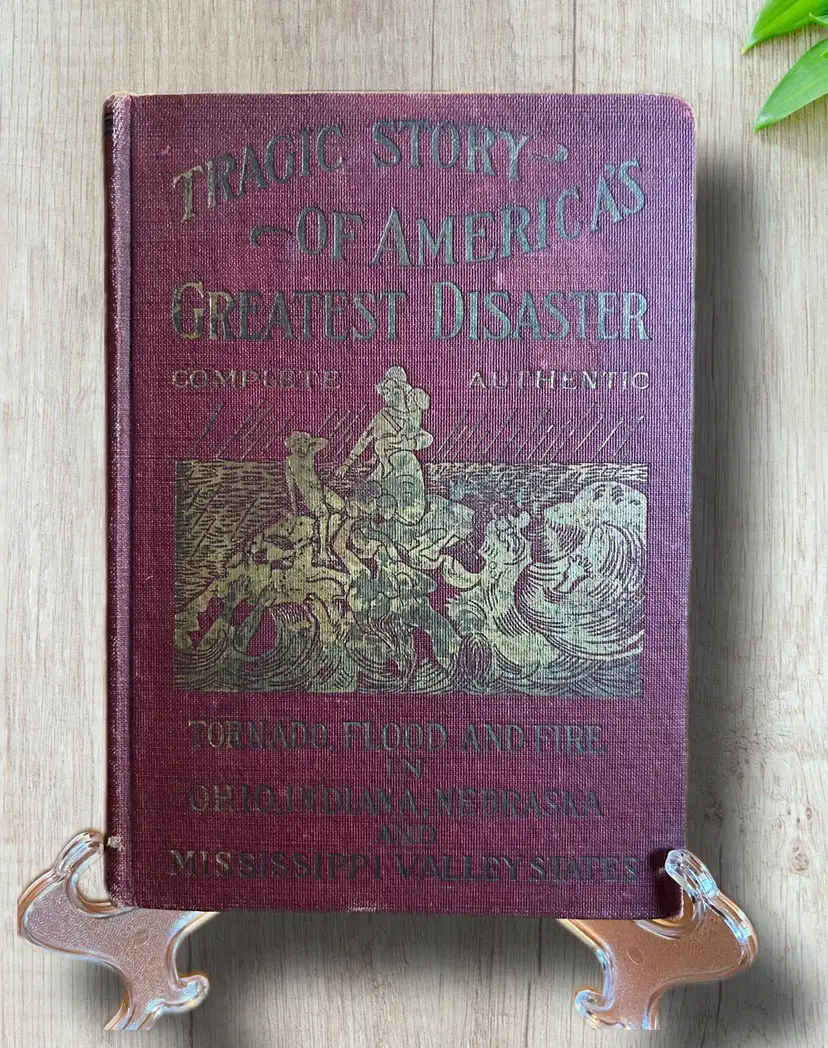 TRAGIC STORY
OF AMERICA'S
GREATEST DISASTER
COMPLETE AUTHENTIC
TORNADO, FLOOD AND FIRE,
IN
OHIO, INDIANA, NEBRASKA
AND
MISSISSIPPI VALLEY STATES